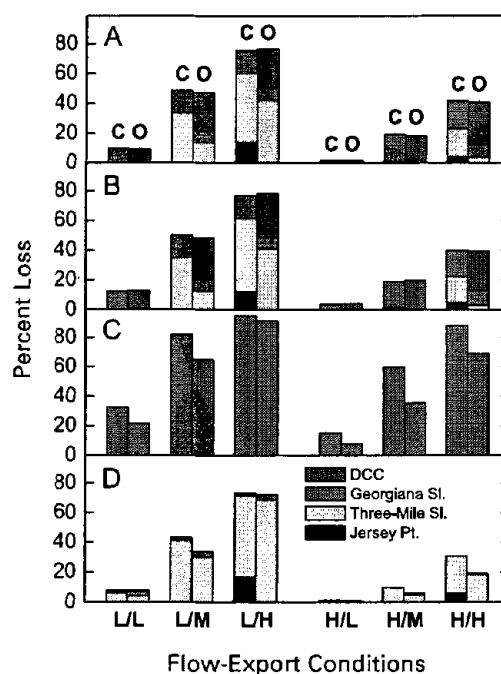 A
80
60
40
20
0
C O
C O
C O
C O
C O
C O
B
80
60
40
20
0
C
80
60
40
20
0
D
80
60
40
20
0
Percent Loss
DCC
Georgiana Sl.
Three-Mile Sl.
Jersey Pt.
L/L L/M L/H H/L H/M H/H
Flow-Export Conditions